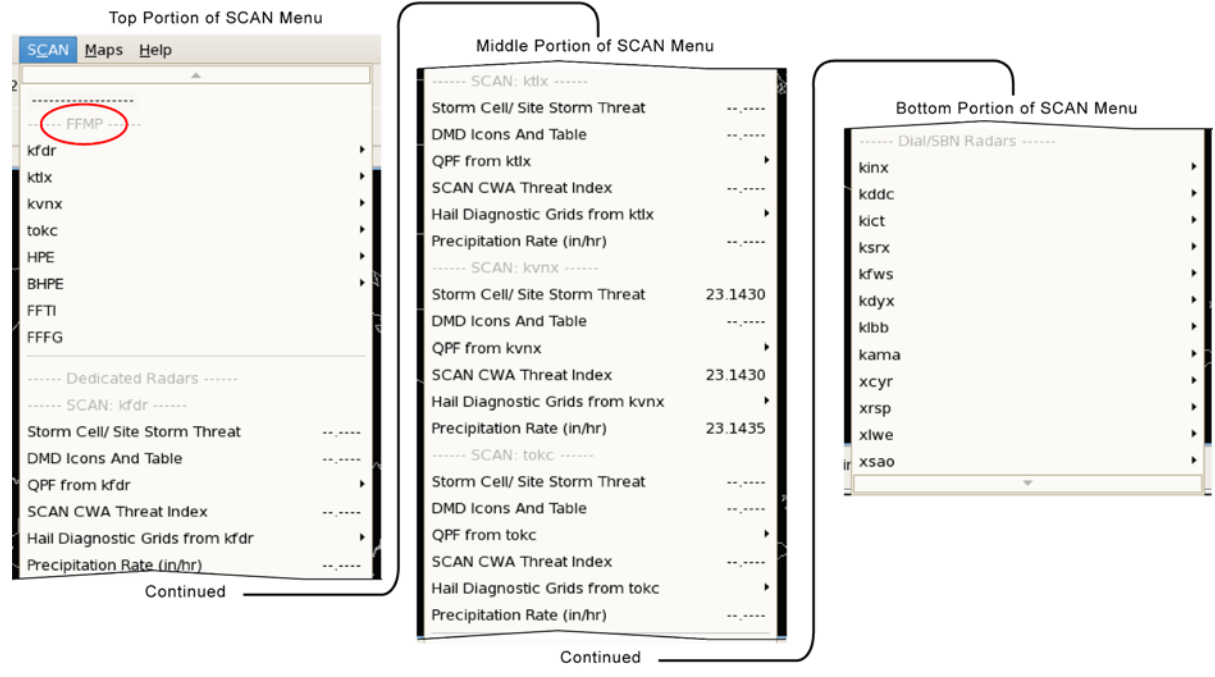 Top Portion of SCAN Menu
SCAN Maps Help
2
------------------
------ FFMP ------
kfdr
ktlx
kvnx
tokc
HPE
BHPE
FFTI
FFFG
------ Dedicated Radars ------
------ SCAN: kfdr ------
Storm Cell/ Site Storm Threat --.----
DMD Icons And Table --.----
QPF from kfdr
SCAN CWA Threat Index --.----
Hail Diagnostic Grids from kfdr
Precipitation Rate (in/hr) --.----
Continued
Middle Portion of SCAN Menu
------ SCAN: ktlx ------
Storm Cell/ Site Storm Threat --.----
DMD Icons And Table --.----
QPF from ktlx
SCAN CWA Threat Index --.----
Hail Diagnostic Grids from ktlx
Precipitation Rate (in/hr) --.----
------ SCAN: kvnx ------
Storm Cell/ Site Storm Threat 23.1430
DMD Icons And Table --.----
QPF from kvnx
SCAN CWA Threat Index 23.1430
Hail Diagnostic Grids from kvnx
Precipitation Rate (in/hr) 23.1435
------ SCAN: tokc ------
Storm Cell/ Site Storm Threat --.----
DMD Icons And Table --.----
QPF from tokc
SCAN CWA Threat Index --.----
Hail Diagnostic Grids from tokc
Precipitation Rate (in/hr) --.----
Continued
Bottom Portion of SCAN Menu
------ Dial/SBN Radars ------
kinx
kddc
kict
ksrx
kfws
kdyx
klbb
kama
xcyr
xrsp
xlwe
xsao